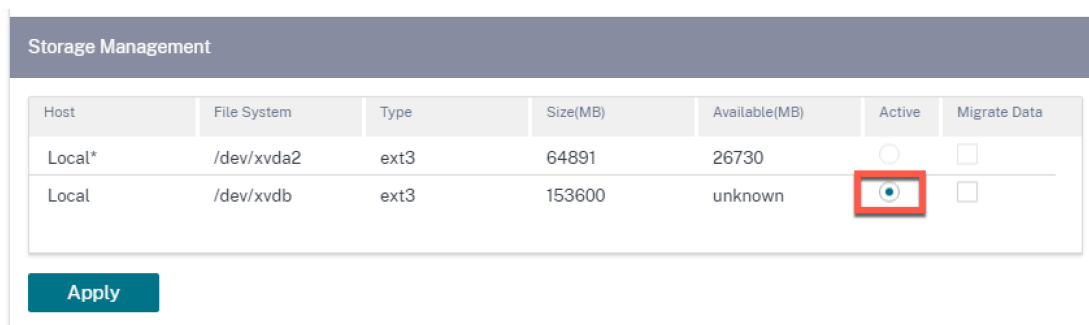 Storage Management
Host File System Type Size(MB) Available(MB) Active Migrate Data
Local* /dev/xvda2 ext3 64891 26730
Local /dev/xvdb ext3 153600 unknown
Apply